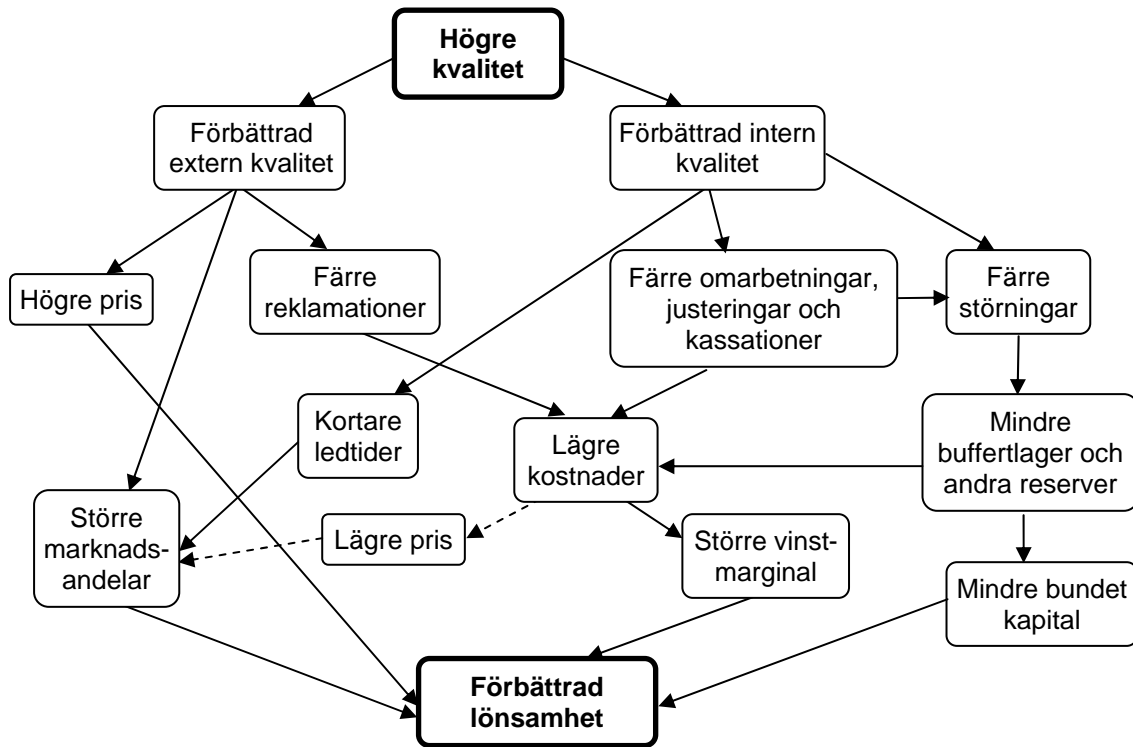 Högre
kvalitet
Förbättrad
extern kvalitet
Förbättrad intern
kvalitet
Högre pris
Färre
reklamationer
Färre omarbetningar,
justeringar och
kassationer
Färre
störningar
Kortare
ledtider
Lägre
kostnader
Mindre
buffertlager och
andra reserver
Större
marknads-
andelar
Lägre pris
Större vinst-
marginal
Mindre bundet
kapital
Förbättrad
lönsamhet